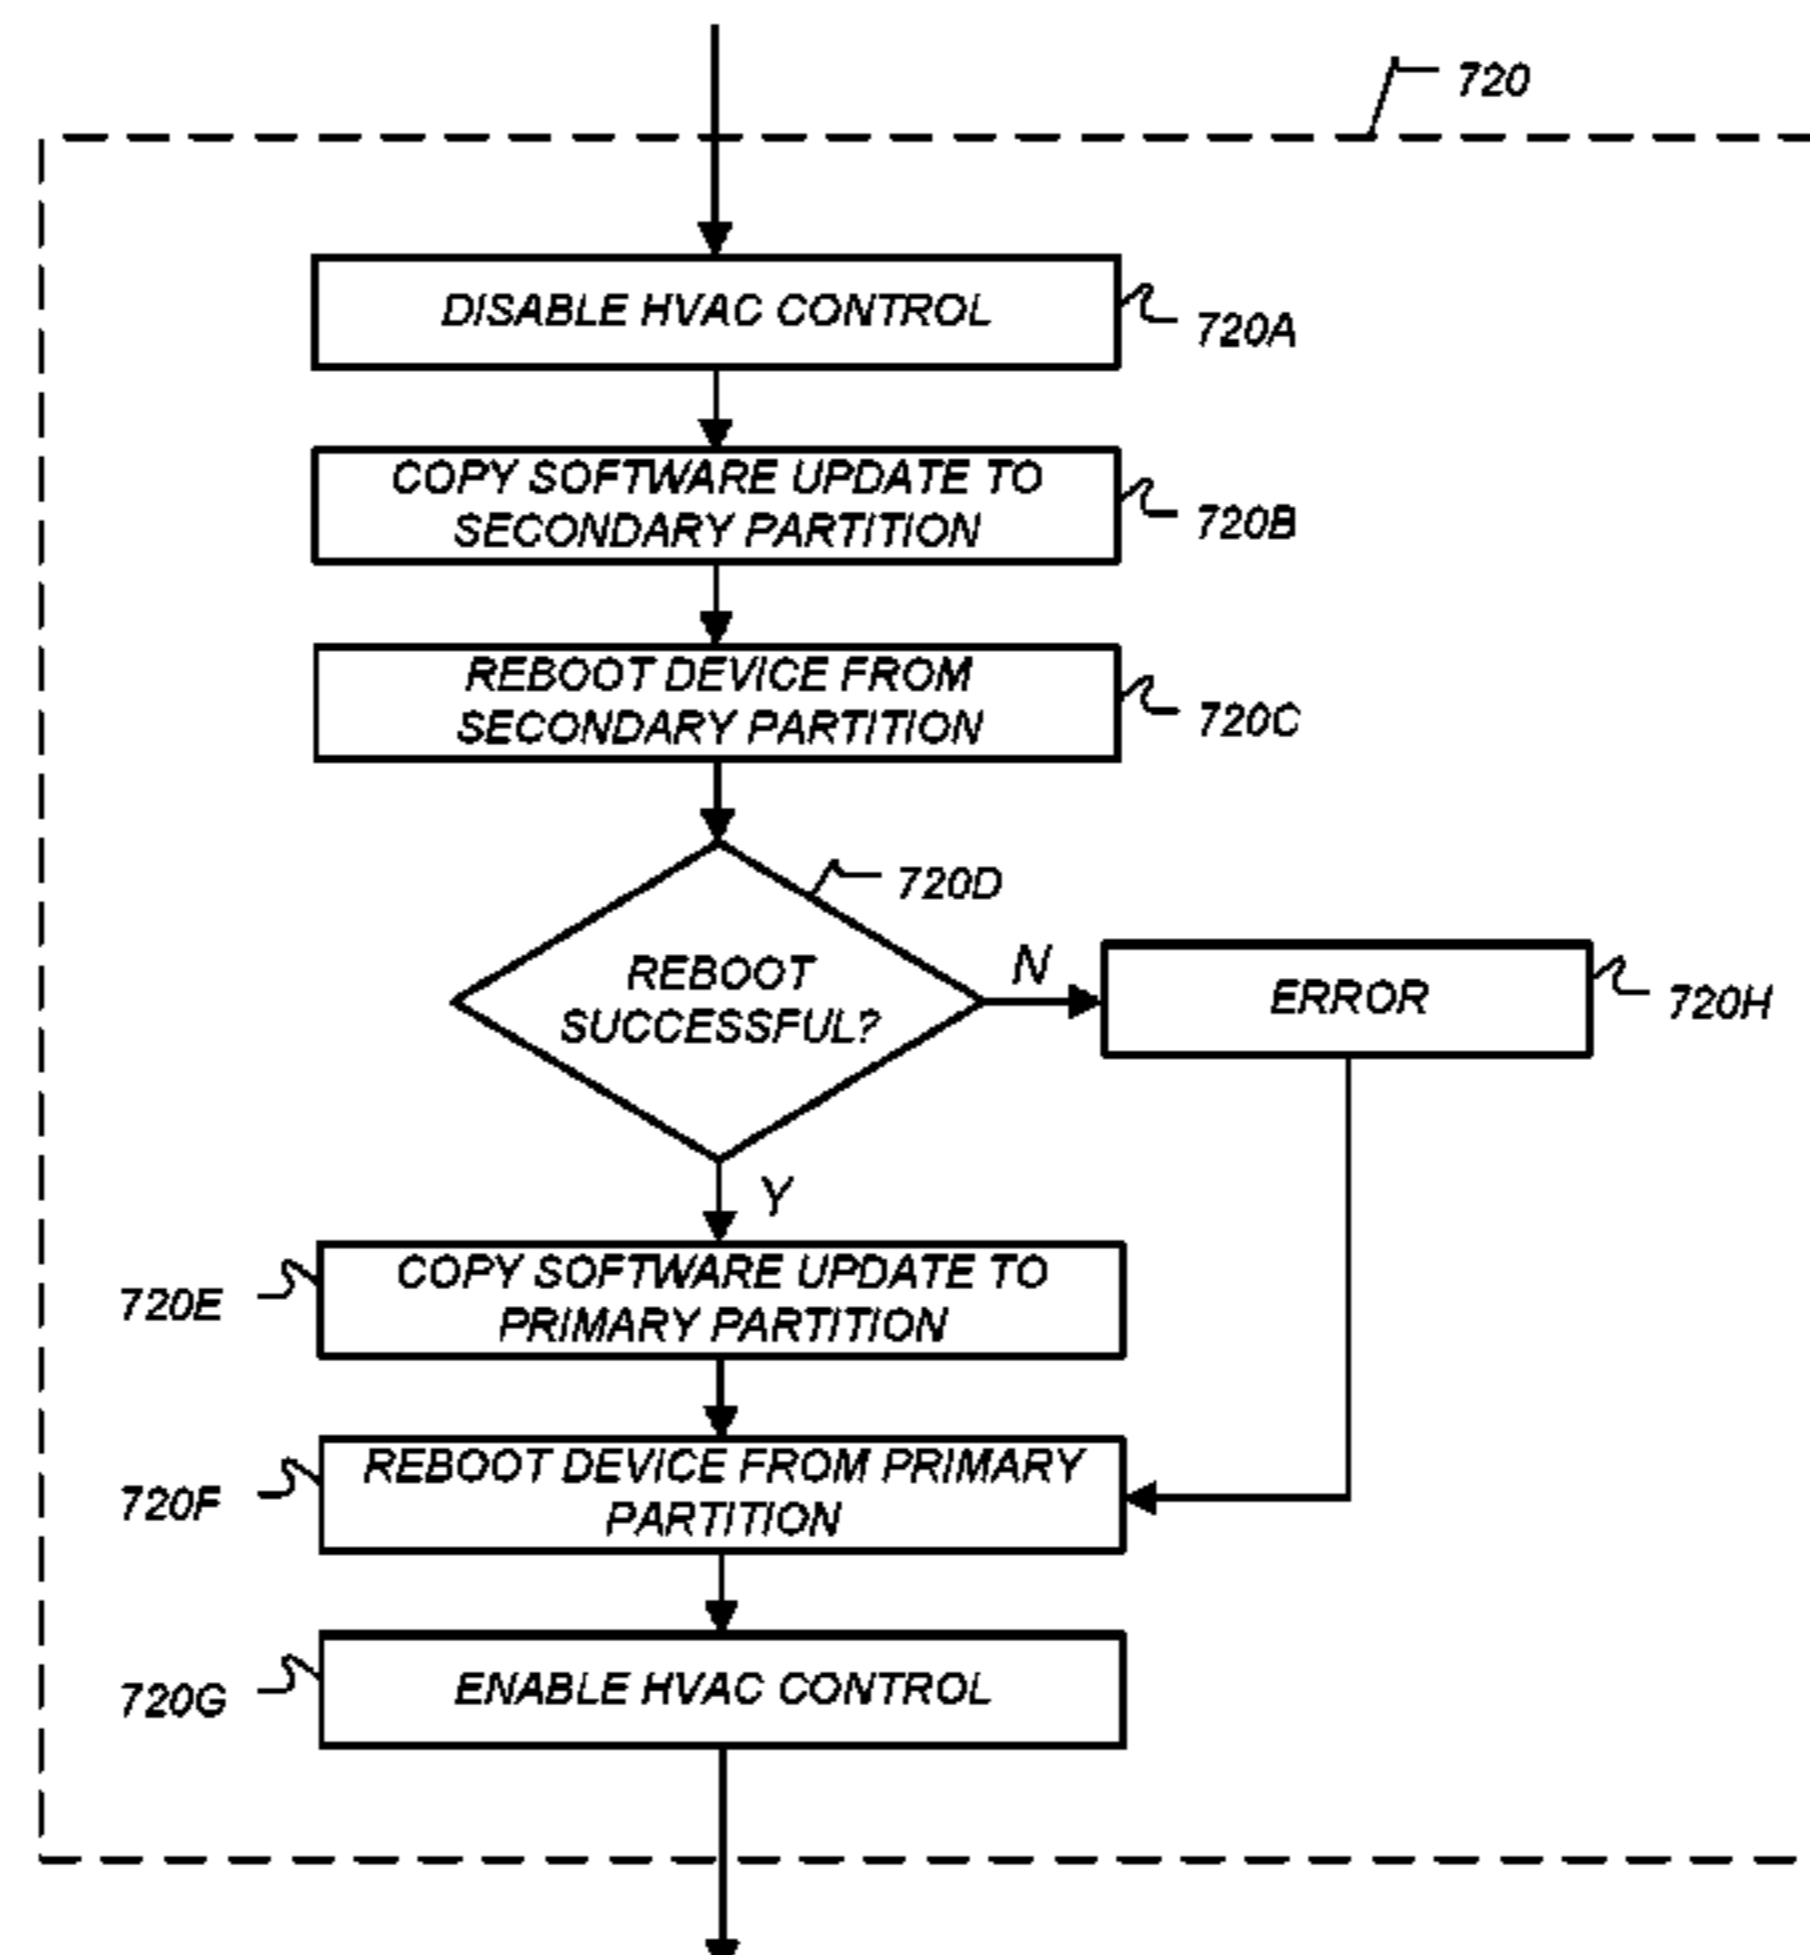 720
DISABLE HVAC CONTROL
720A
COPY SOFTWARE UPDATE TO
SECONDARY PARTITION
720B
REBOOT DEVICE FROM
SECONDARY PARTITION
720C
720D
REBOOT
SUCCESSFUL?
N
ERROR
720H
Y
720E
COPY SOFTWARE UPDATE TO
PRIMARY PARTITION
720F
REBOOT DEVICE FROM PRIMARY
PARTITION
720G
ENABLE HVAC CONTROL